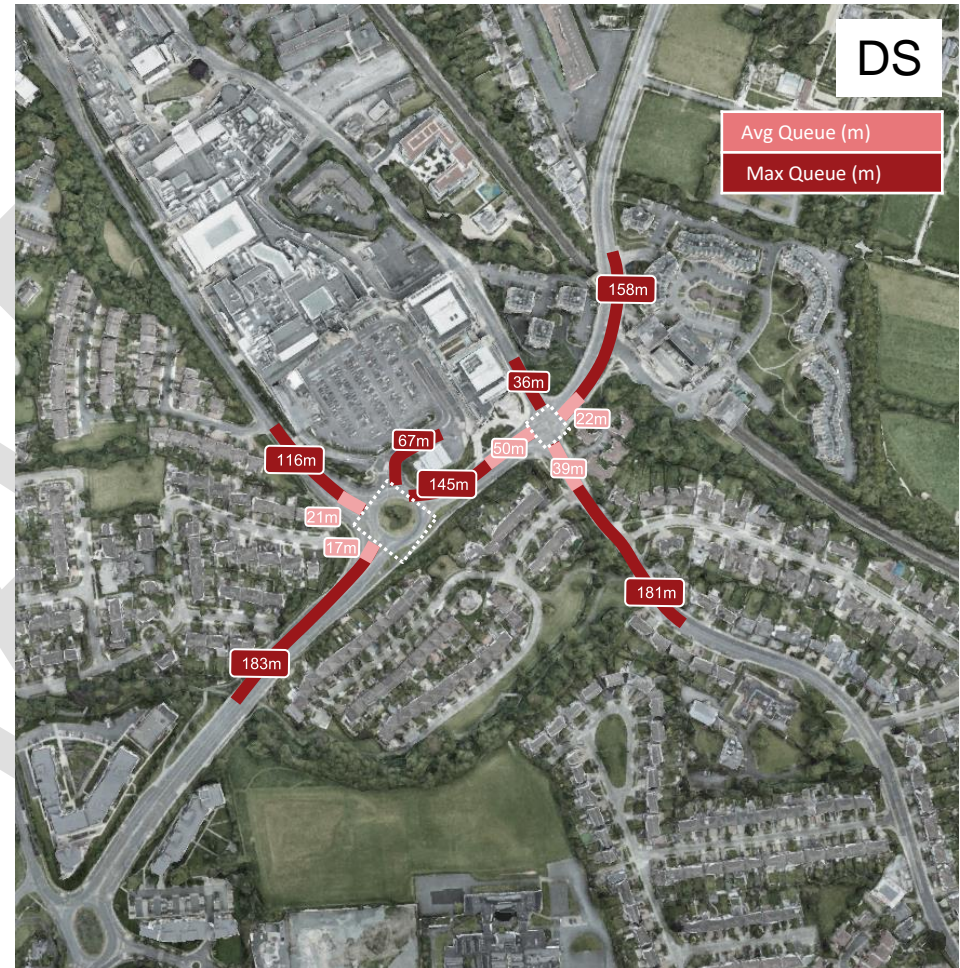 DS
Avg Queue (m)
Max Queue (m)
158m
36m
22m
67m
50m
116m
39m
145m
21m
17m
181m
183m